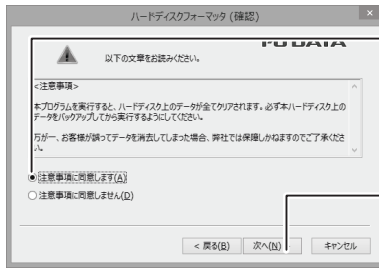 ハードディスクフォーマッタ (確認)
以下の文章をお読みください。
<注意事項>
本プログラムを実行すると、ハードディスク上のデータが全てクリアされます。必ず本ハードディスク上の
データをバックアップしてから実行するようにしてください。
万が一、お客様が誤ってデータを消去してしまった場合、弊社では保障しかねますのでご了承くださ
い。
注意事項に同意します(A)
注意事項に同意しません(D)
< 戻る(B)
次へ(N)
キャンセル